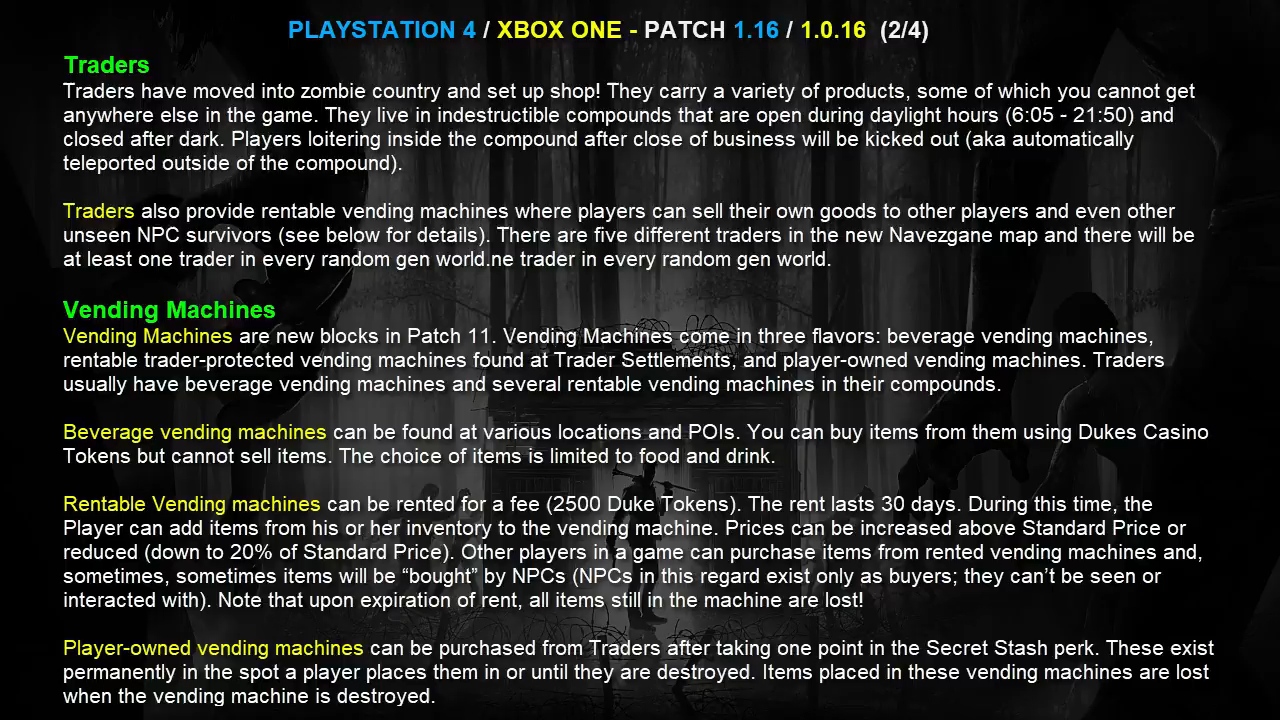 PLAYSTATION 4 / XBOX ONE - PATCH 1.16 / 1.0.16 (2/4)
Traders
Traders have moved into zombie country and set up shop! They carry a variety of products, some of which you cannot get
anywhere else in the game. They live in indestructible compounds that are open during daylight hours (6:05 - 21:50) and
closed after dark. Players loitering inside the compound after close of business will be kicked out (aka automatically
teleported outside of the compound).
Traders also provide rentable vending machines where players can sell their own goods to other players and even other
unseen NPC survivors (see below for details). There are five different traders in the new Navezgane map and there will be
at least one trader in every random gen world.ne trader in every random gen world.
Vending Machines
Vending Machines are new blocks in Patch 11. Vending Machines come in three flavors: beverage vending machines,
rentable trader-protected vending machines found at Trader Settlements, and player-owned vending machines. Traders
usually have beverage vending machines and several rentable vending machines in their compounds.
Beverage vending machines can be found at various locations and POIs. You can buy items from them using Dukes Casino
Tokens but cannot sell items. The choice of items is limited to food and drink.
Rentable Vending machines can be rented for a fee (2500 Duke Tokens). The rent lasts 30 days. During this time, the
Player can add items from his or her inventory to the vending machine. Prices can be increased above Standard Price or
reduced (down to 20% of Standard Price). Other players in a game can purchase items from rented vending machines and,
sometimes, sometimes items will be “bought” by NPCs (NPCs in this regard exist only as buyers; they can’t be seen or
interacted with). Note that upon expiration of rent, all items still in the machine are lost!
Player-owned vending machines can be purchased from Traders after taking one point in the Secret Stash perk. These exist
permanently in the spot a player places them in or until they are destroyed. Items placed in these vending machines are lost
when the vending machine is destroyed.